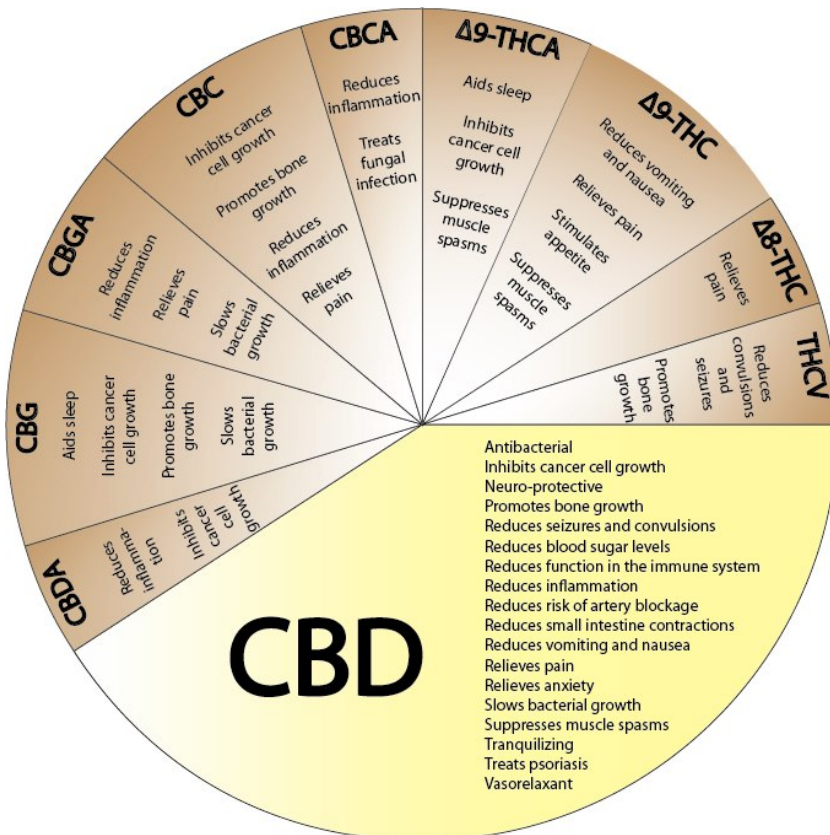 CBCA
Reduces
inflammation
Treats
fungal
infection
Δ9-THCA
Aids sleep
Inhibits
cancer cell
growth
Suppresses
muscle
spasms
Δ9-THC
Reduces vomiting
and nausea
Relieves pain
Stimulates
appetite
Suppresses
muscle
spasms
Δ8-THC
Relieves
pain
THCV
Reduces
convulsions
and
seizures
Promotes
bone
growth
CBD
Antibacterial
Inhibits cancer cell growth
Neuro-protective
Promotes bone growth
Reduces seizures and convulsions
Reduces blood sugar levels
Reduces function in the immune system
Reduces inflammation
Reduces risk of artery blockage
Reduces small intestine contractions
Reduces vomiting and nausea
Relieves pain
Relieves anxiety
Slows bacterial growth
Suppresses muscle spasms
Tranquilizing
Treats psoriasis
Vasorelaxant
CBDA
Reduces
inflamma-
tion
Inhibits
cancer
cell
growth
CBG
Aids sleep
Inhibits cancer
cell growth
Promotes bone
growth
Slows
bacterial
growth
CBGA
Reduces
inflammation
Relieves
pain
Slows
bacterial
growth
CBC
Inhibits cancer
cell growth
Promotes bone
growth
Reduces
inflammation
Relieves
pain